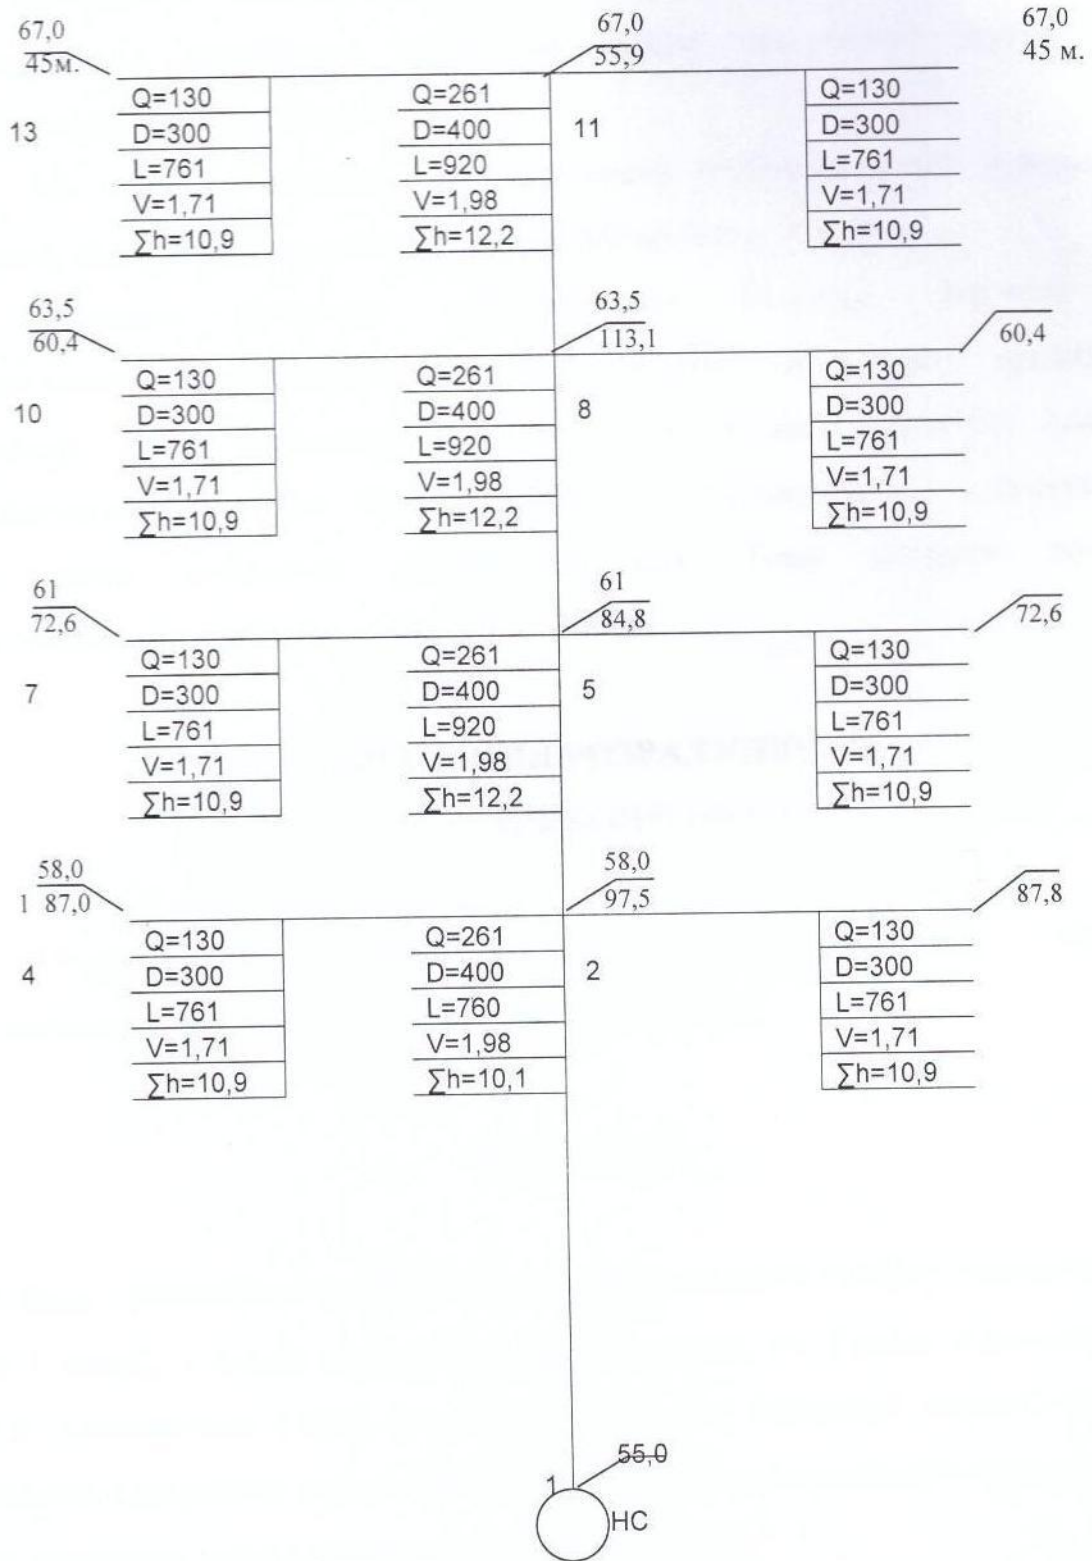 67,0
45м.
67,0
55,9
67,0
45 м.
13
Q=130
D=300
L=761
V=1,71
∑h=10,9
Q=261
D=400
L=920
V=1,98
∑h=12,2
11
Q=130
D=300
L=761
V=1,71
∑h=10,9
63,5
60,4
63,5
113,1
60,4
10
Q=130
D=300
L=761
V=1,71
∑h=10,9
Q=261
D=400
L=920
V=1,98
∑h=12,2
8
Q=130
D=300
L=761
V=1,71
∑h=10,9
61
72,6
61
84,8
72,6
7
Q=130
D=300
L=761
V=1,71
∑h=10,9
Q=261
D=400
L=920
V=1,98
∑h=12,2
5
Q=130
D=300
L=761
V=1,71
∑h=10,9
58,0
1 87,0
58,0
97,5
87,8
4
Q=130
D=300
L=761
V=1,71
∑h=10,9
Q=261
D=400
L=760
V=1,98
∑h=10,1
2
Q=130
D=300
L=761
V=1,71
∑h=10,9
55,0
1
НС